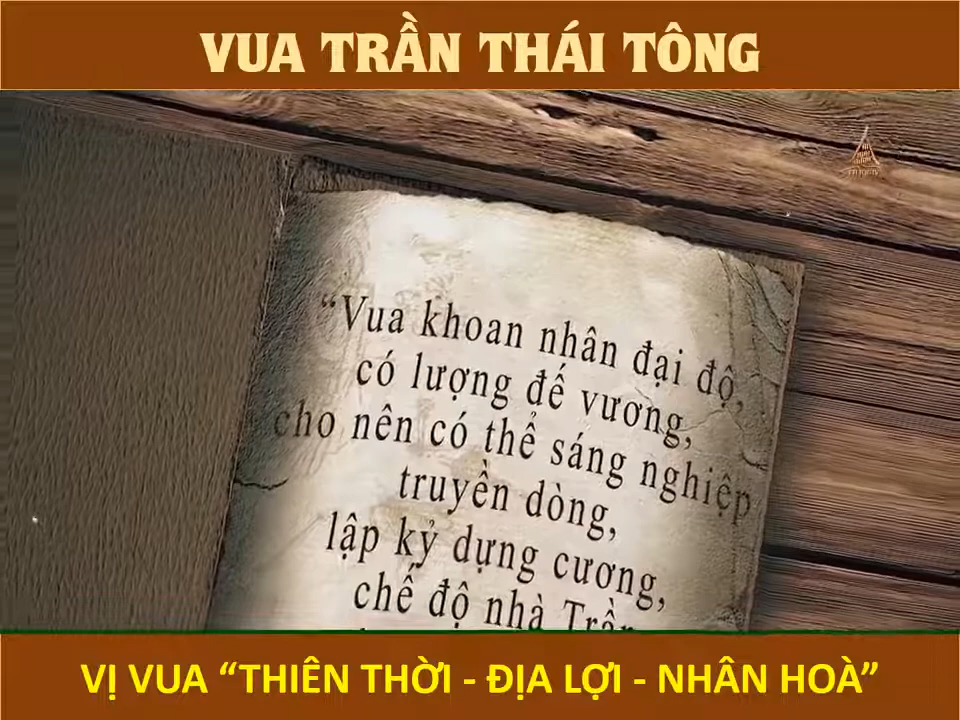 VUA TRẦN THÁI TÔNG
“Vua khoan nhân đại độ,
có lượng đế vương,
cho nên có thể sáng nghiệp
truyền dòng,
lập kỷ dựng cương,
chế độ nhà Trần
VỊ VUA “THIÊN THỜI - ĐỊA LỢI - NHÂN HOÀ”